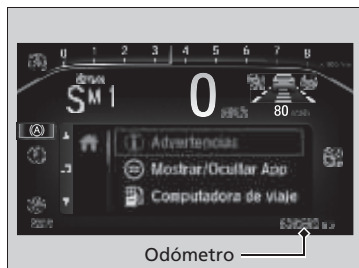 0 1 2 3 4 5 6 7 8
S M 1 0
80
(A)
Advertencias
Mostrar/Ocultar App
Computadora de viaje
Odómetro